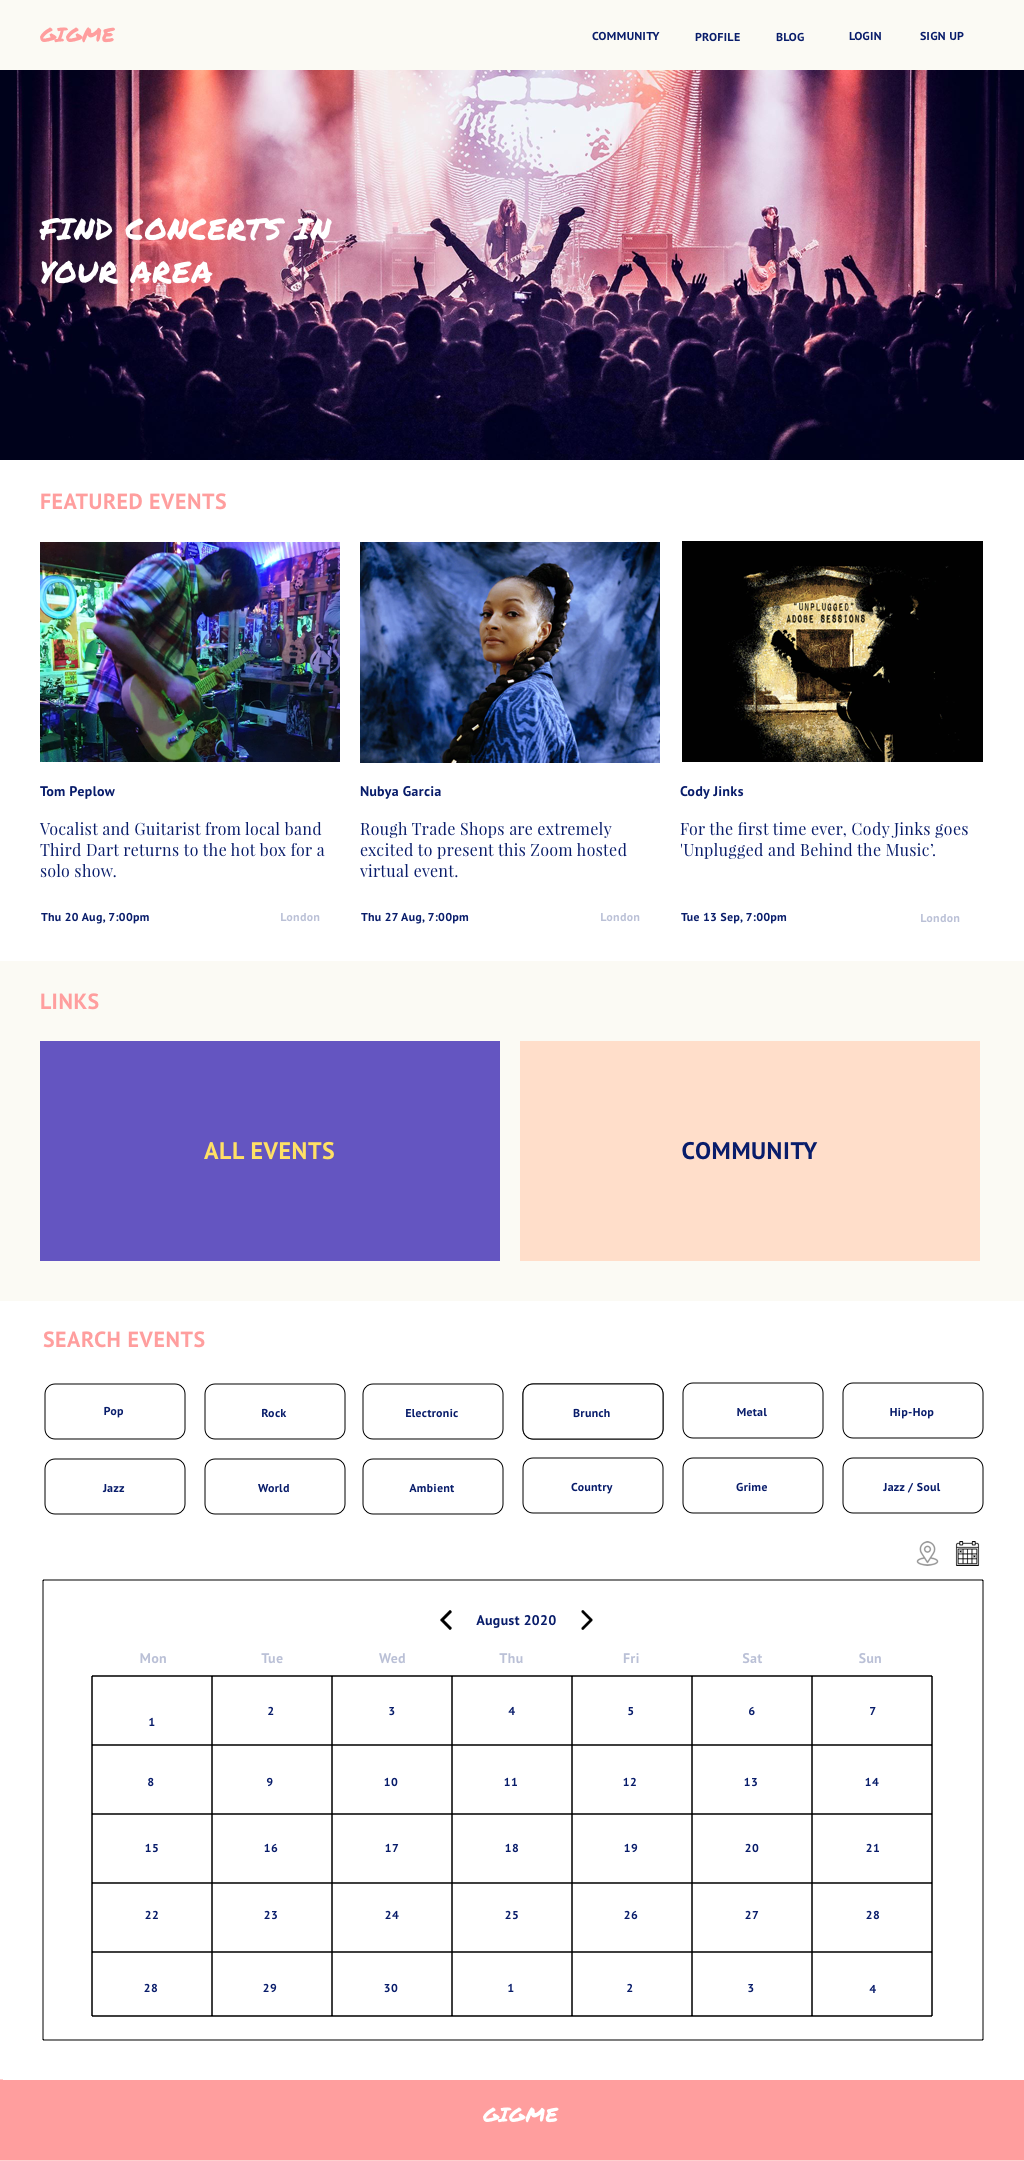 GIGME
COMMUNITY PROFILE BLOG LOGIN SIGN UP
FIND CONCERTS IN
YOUR AREA
FEATURED EVENTS
"UNPLUGGED"
ADOBE SESSIONS
Tom Peplow
Vocalist and Guitarist from local band
Third Dart returns to the hot box for a
solo show.
Thu 20 Aug, 7:00pm London
Nubya Garcia
Rough Trade Shops are extremely
excited to present this Zoom hosted
virtual event.
Thu 27 Aug, 7:00pm London
Cody Jinks
For the first time ever, Cody Jinks goes
'Unplugged and Behind the Music’.
Tue 13 Sep, 7:00pm London
LINKS
ALL EVENTS
COMMUNITY
SEARCH EVENTS
Pop Rock Electronic Brunch Metal Hip-Hop
Jazz World Ambient Country Grime Jazz / Soul
August 2020
Mon Tue Wed Thu Fri Sat Sun
1 2 3 4 5 6 7
8 9 10 11 12 13 14
15 16 17 18 19 20 21
22 23 24 25 26 27 28
28 29 30 1 2 3 4
GIGME